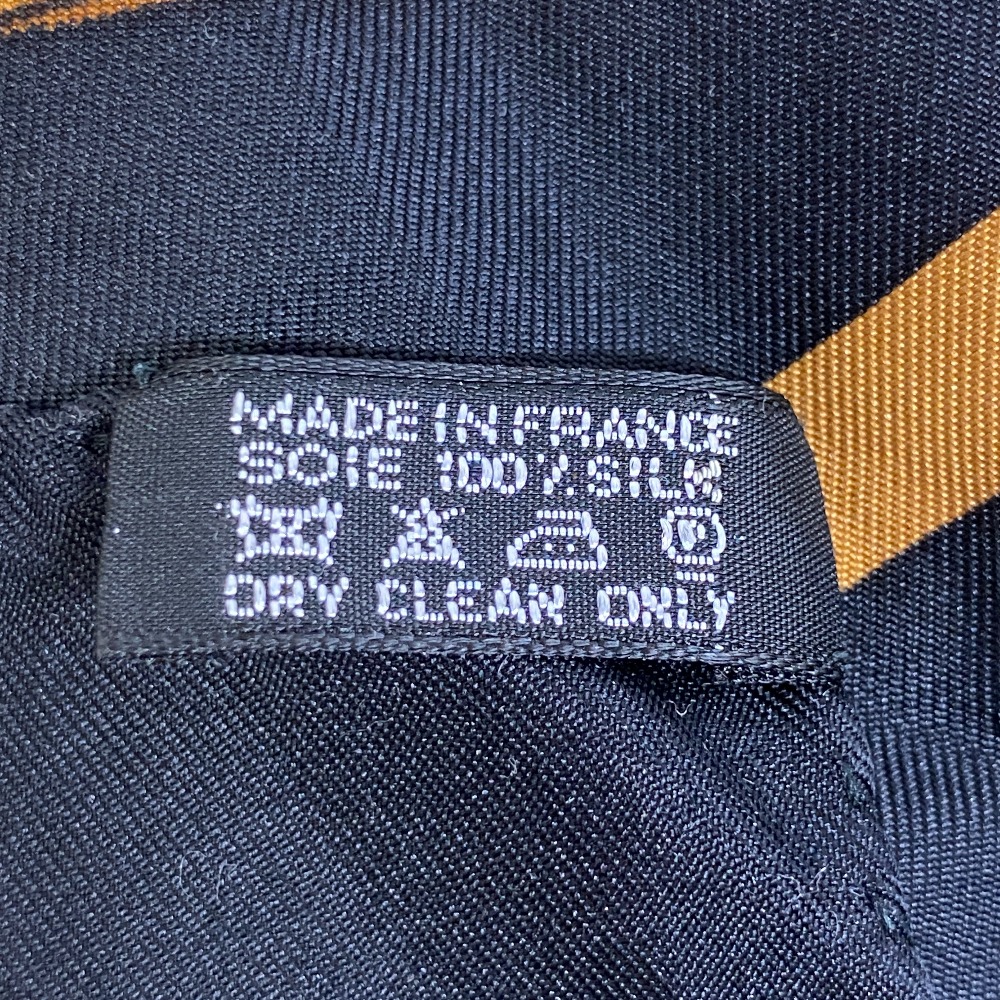 MADE IN FRANCE
SOIE 100% SILK
DRY CLEAN ONLY